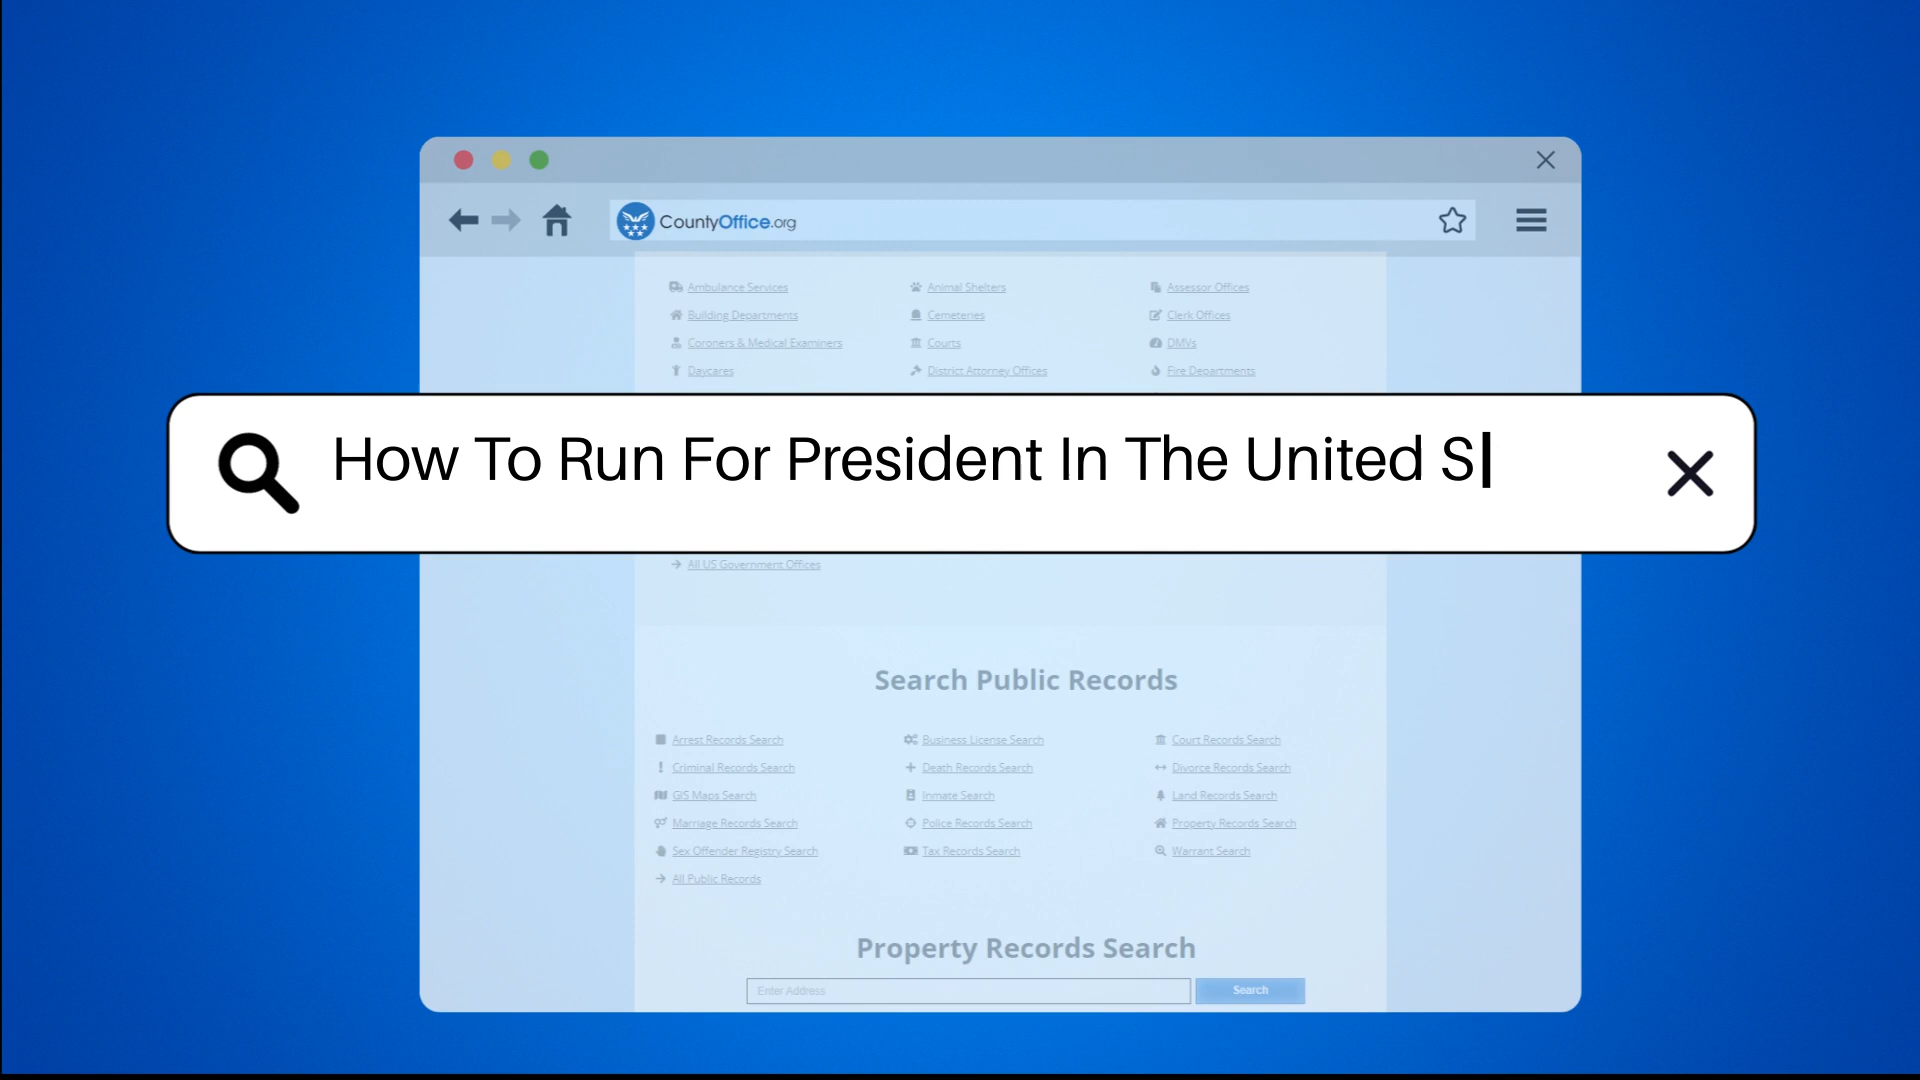 CountyOffice.org
Ambulance Services Animal Shelters Assessor Offices
Building Departments Cemeteries Clerk Offices
Coroners & Medical Examiners Courts DMVs
Daycares District Attorney Offices Fire Departments
How To Run For President In The United S
All US Government Offices
Search Public Records
Arrest Records Search Business License Search Court Records Search
Criminal Records Search Death Records Search Divorce Records Search
GIS Maps Search Inmate Search Land Records Search
Marriage Records Search Police Records Search Property Records Search
Sex Offender Registry Search Tax Records Search Warrant Search
All Public Records
Property Records Search
Enter Address Search